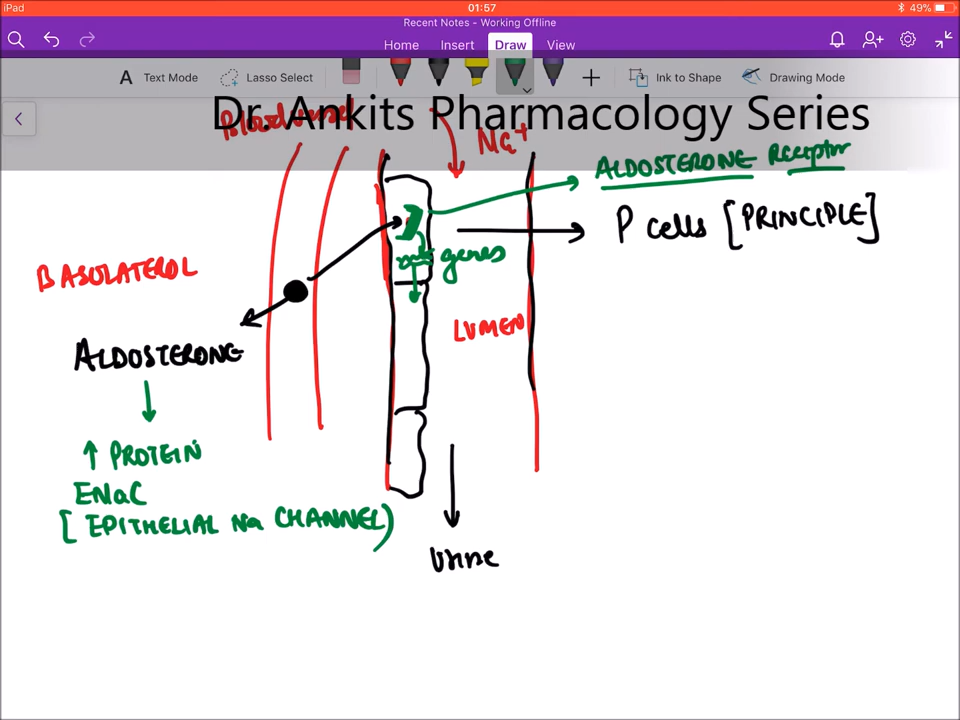 iPad
01:57
49%
Recent Notes - Working Offline
Home
Insert
Draw
View
Text Mode
Lasso Select
Ink to Shape
Drawing Mode
Dr. Ankits Pharmacology Series
Blood vessel
Na+
ALDOSTERONE Receptor
P cells [PRINCIPLE]
genes
BASOLATEROL
LUMEN
ALDOSTERONE
↑ PROTEIN
ENaC
[EPITHELIAL Na CHANNEL)
Urine